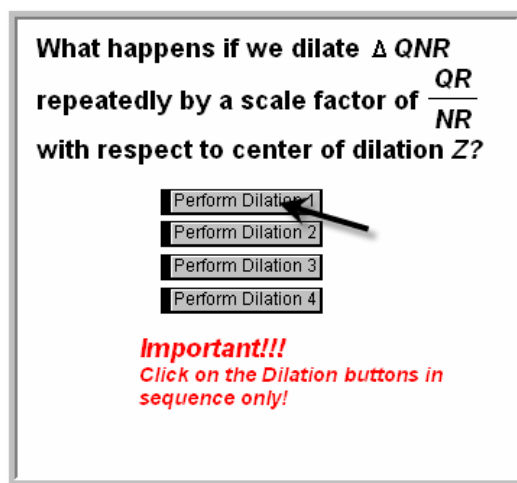 What happens if we dilate Δ QNR
repeatedly by a scale factor of QR/NR
with respect to center of dilation Z?
Perform Dilation 1
Perform Dilation 2
Perform Dilation 3
Perform Dilation 4
Important!!!
Click on the Dilation buttons in
sequence only!